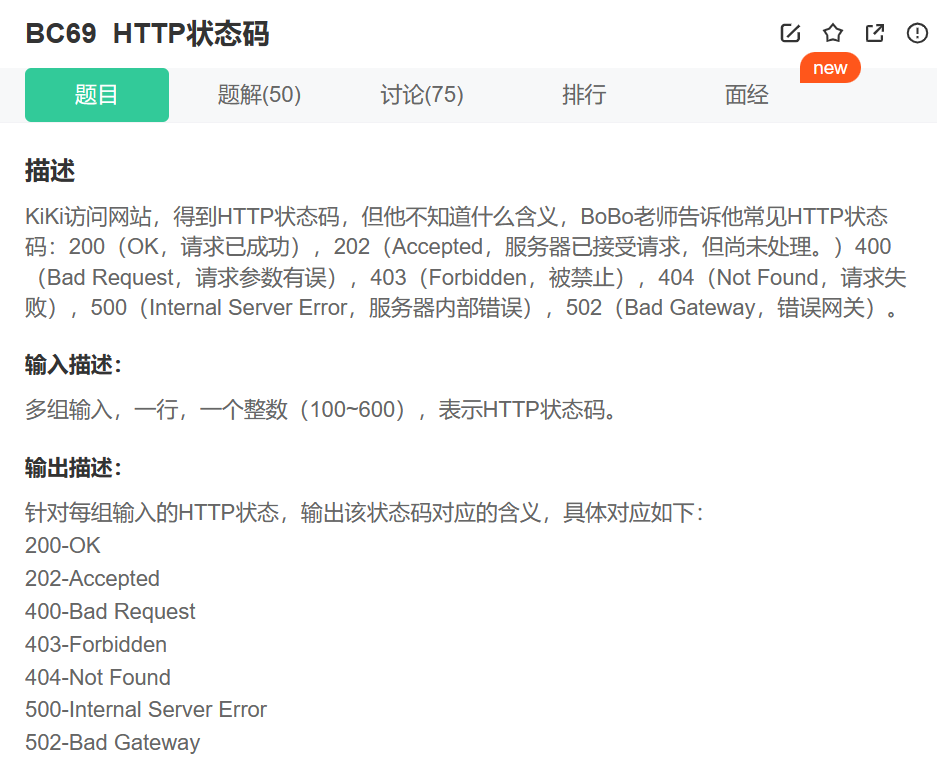 BC69 HTTP状态码
new
题目 题解(50) 讨论(75) 排行 面经
描述
KiKi访问网站，得到HTTP状态码，但他不知道什么含义，BoBo老师告诉他常见HTTP状态
码：200（OK，请求已成功），202（Accepted，服务器已接受请求，但尚未处理。）400
（Bad Request，请求参数有误），403（Forbidden，被禁止），404（Not Found，请求失
败），500（Internal Server Error，服务器内部错误），502（Bad Gateway，错误网关）。
输入描述：
多组输入，一行，一个整数（100~600），表示HTTP状态码。
输出描述：
针对每组输入的HTTP状态，输出该状态码对应的含义，具体对应如下：
200-OK
202-Accepted
400-Bad Request
403-Forbidden
404-Not Found
500-Internal Server Error
502-Bad Gateway